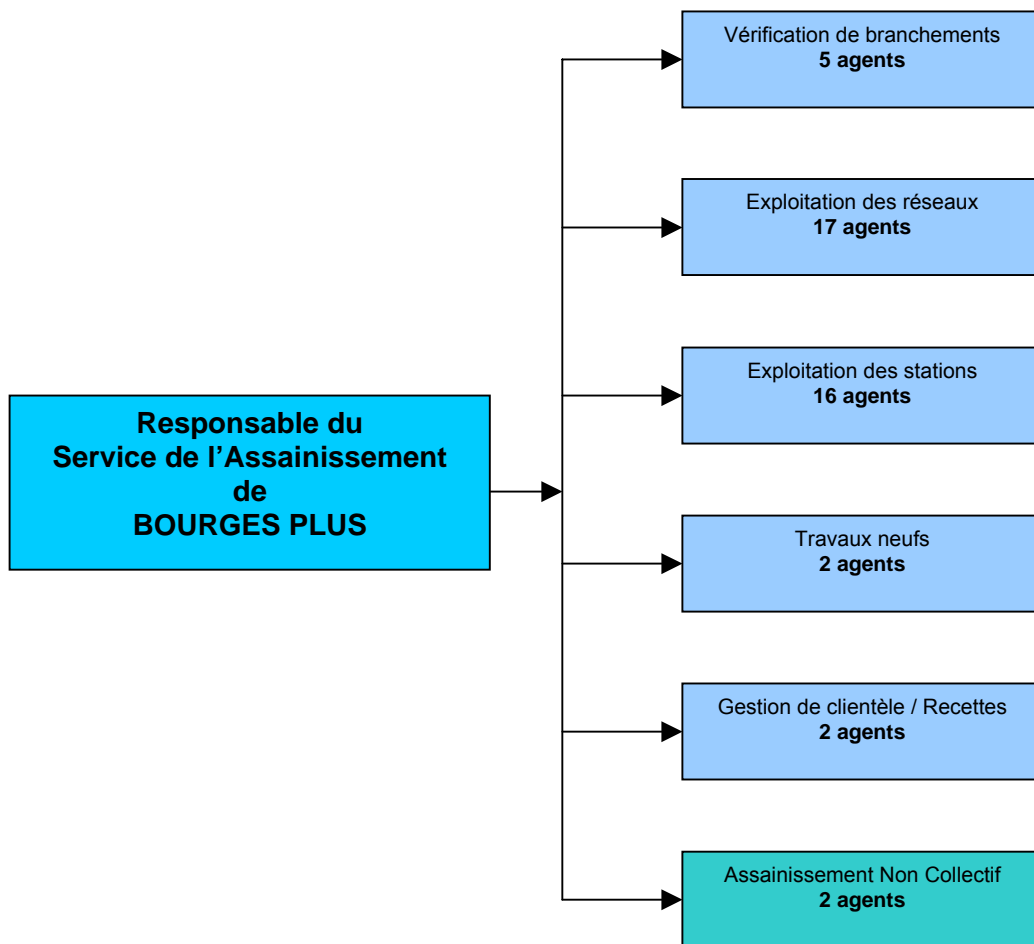 Vérification de branchements
5 agents
Exploitation des réseaux
17 agents
Exploitation des stations
16 agents
Responsable du
Service de l’Assainissement
de
BOURGES PLUS
Travaux neufs
2 agents
Gestion de clientèle / Recettes
2 agents
Assainissement Non Collectif
2 agents